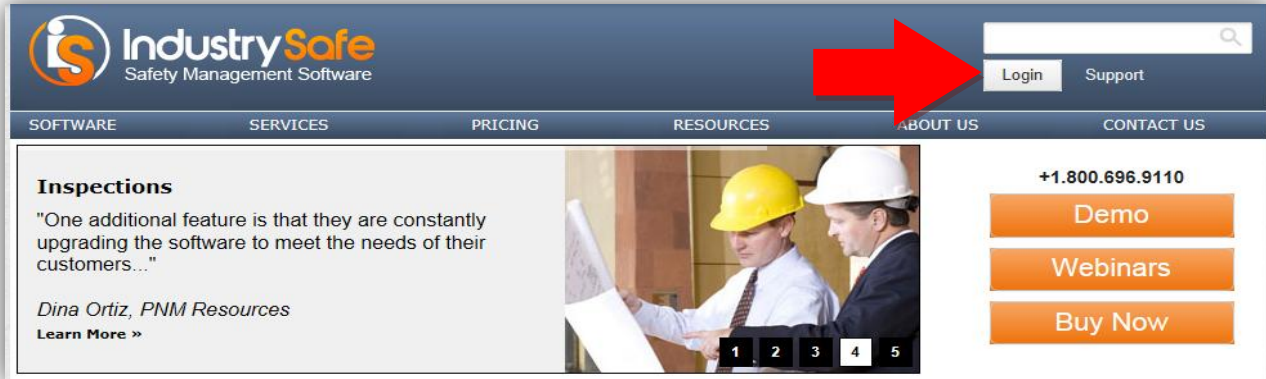 is IndustrySafe
Safety Management Software
Login Support
SOFTWARE SERVICES PRICING RESOURCES ABOUT US CONTACT US
Inspections
"One additional feature is that they are constantly
upgrading the software to meet the needs of their
customers..."
Dina Ortiz, PNM Resources
Learn More »
1 2 3 4 5
+1.800.696.9110
Demo
Webinars
Buy Now